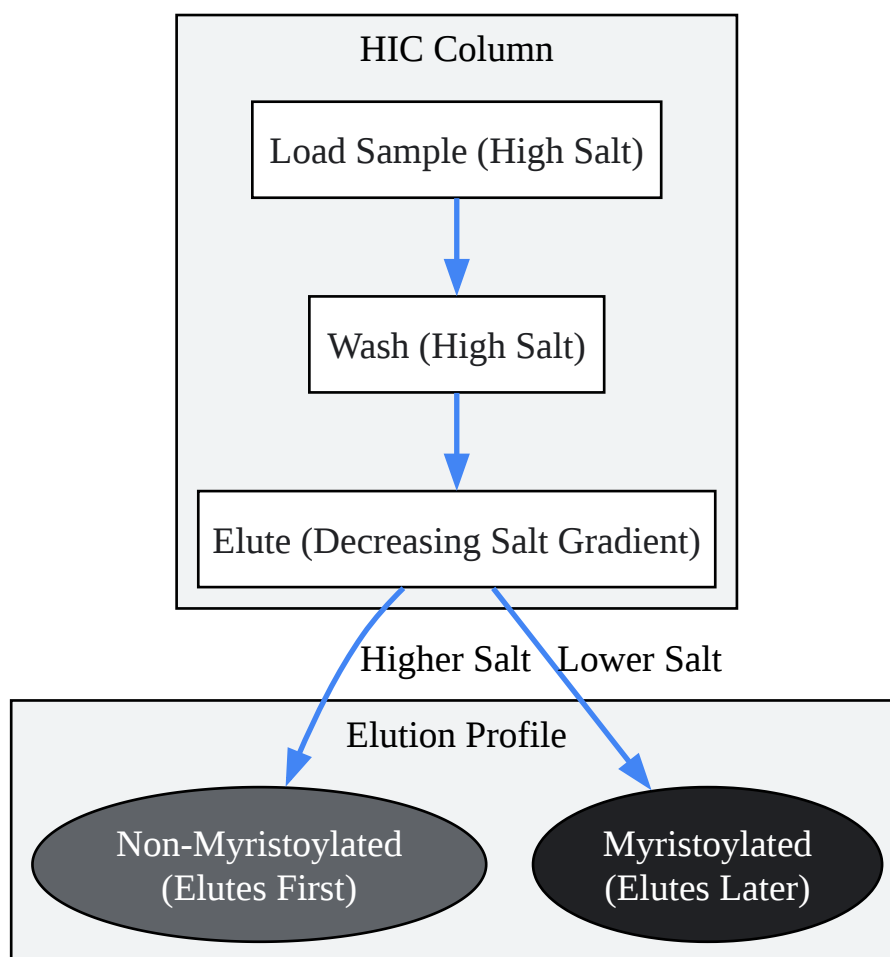 HIC Column
Load Sample (High Salt)
Wash (High Salt)
Elute (Decreasing Salt Gradient)
Higher Salt
Lower Salt
Elution Profile
Non-Myristoylated
(Elutes First)
Myristoylated
(Elutes Later)